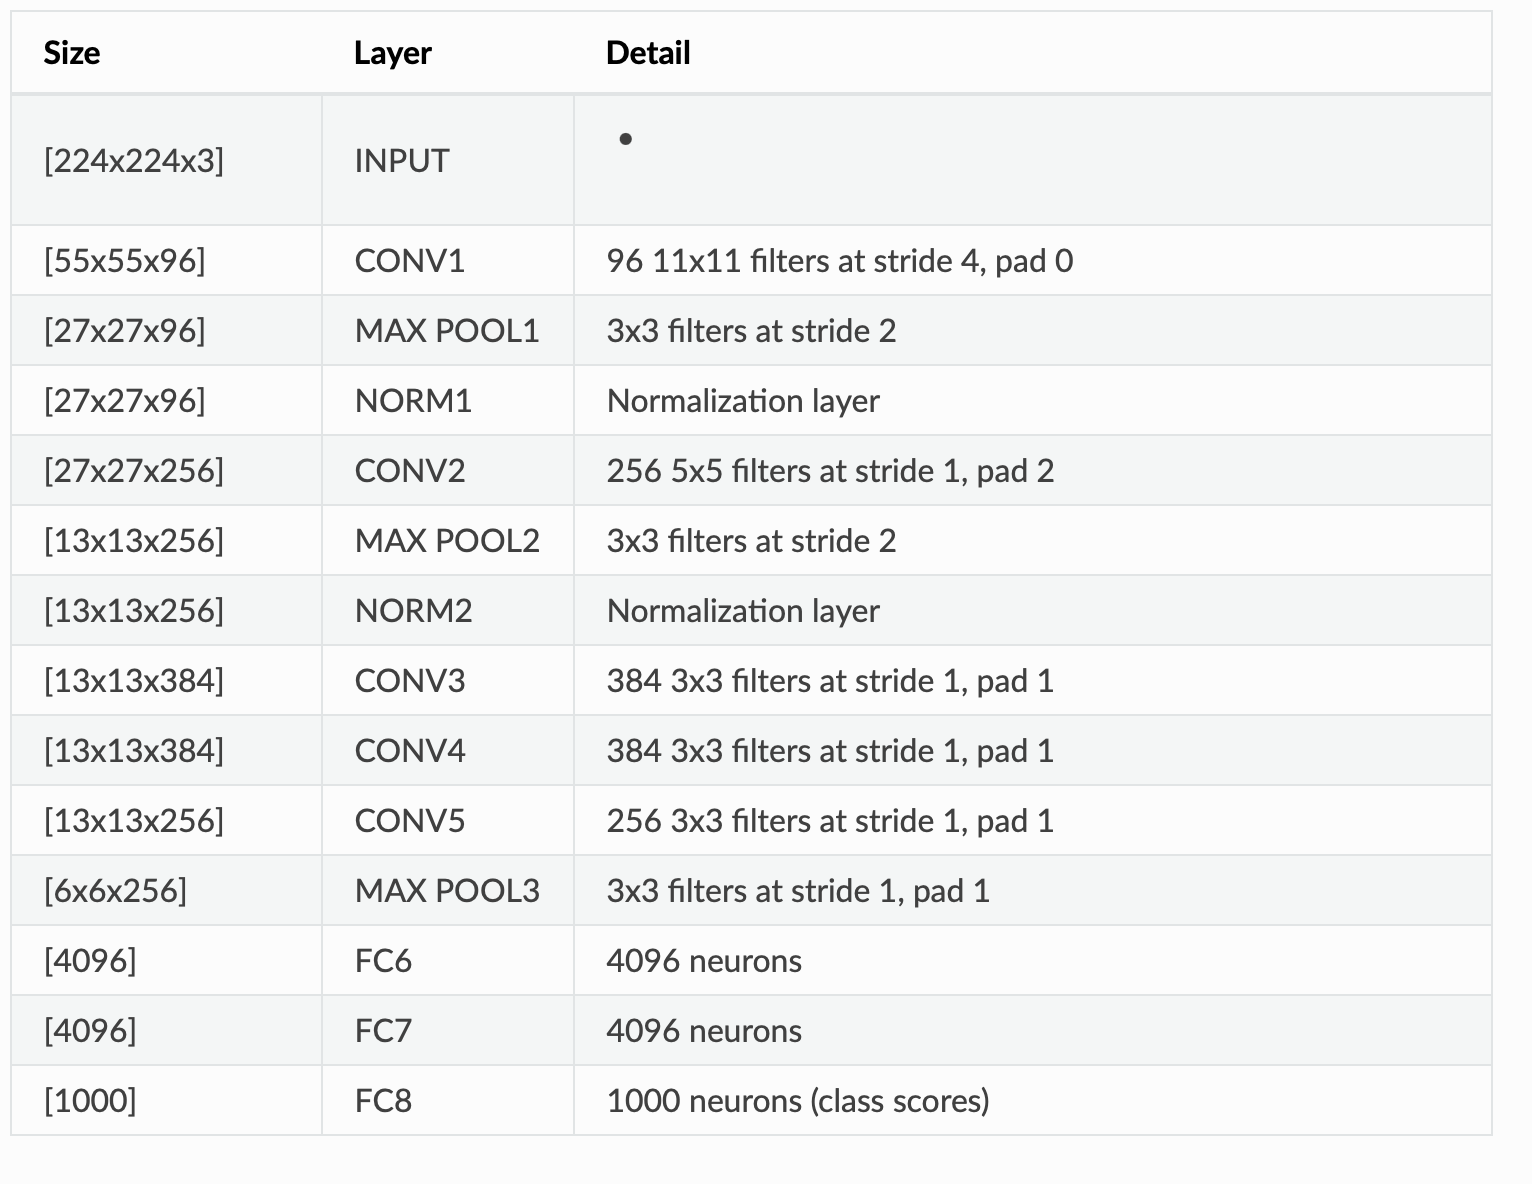 Size Layer Detail
[224x224x3] INPUT •
[55x55x96] CONV1 96 11x11 filters at stride 4, pad 0
[27x27x96] MAX POOL1 3x3 filters at stride 2
[27x27x96] NORM1 Normalization layer
[27x27x256] CONV2 256 5x5 filters at stride 1, pad 2
[13x13x256] MAX POOL2 3x3 filters at stride 2
[13x13x256] NORM2 Normalization layer
[13x13x384] CONV3 384 3x3 filters at stride 1, pad 1
[13x13x384] CONV4 384 3x3 filters at stride 1, pad 1
[13x13x256] CONV5 256 3x3 filters at stride 1, pad 1
[6x6x256] MAX POOL3 3x3 filters at stride 1, pad 1
[4096] FC6 4096 neurons
[4096] FC7 4096 neurons
[1000] FC8 1000 neurons (class scores)